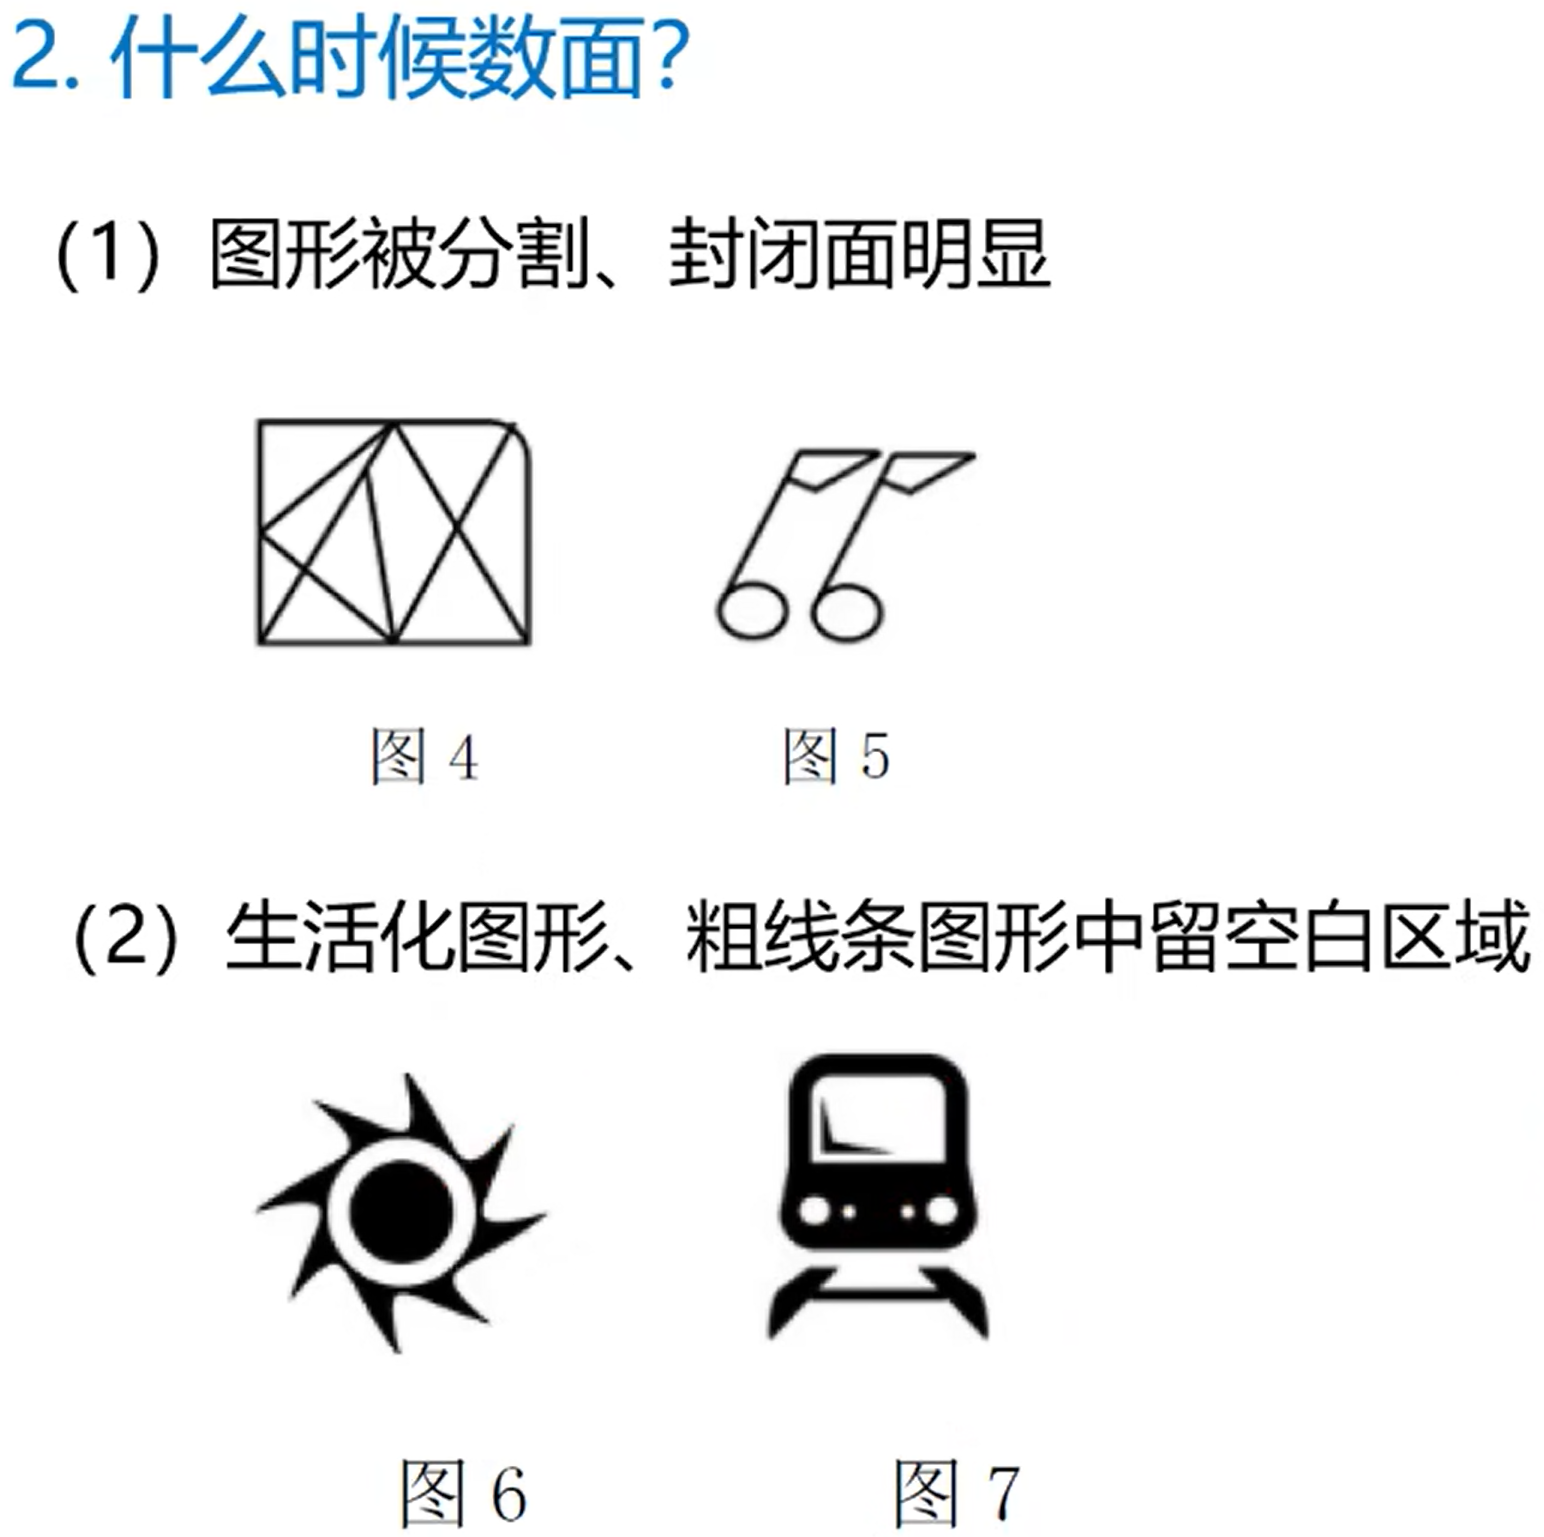 2. 什么时候数面?
（1）图形被分割、封闭面明显
图 4 图 5
（2）生活化图形、粗线条图形中留空白区域
图 6 图 7